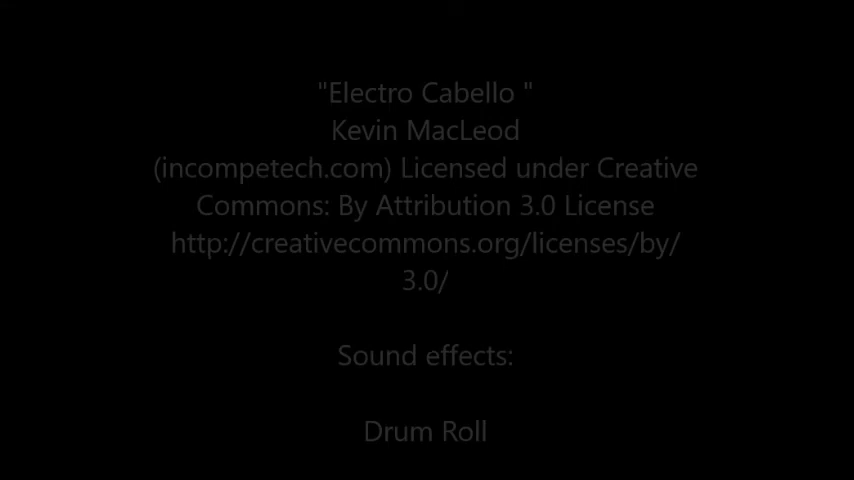 "Electro Cabello "
Kevin MacLeod
(incompetech.com) Licensed under Creative
Commons: By Attribution 3.0 License
http://creativecommons.org/licenses/by/
3.0/
Sound effects:
Drum Roll